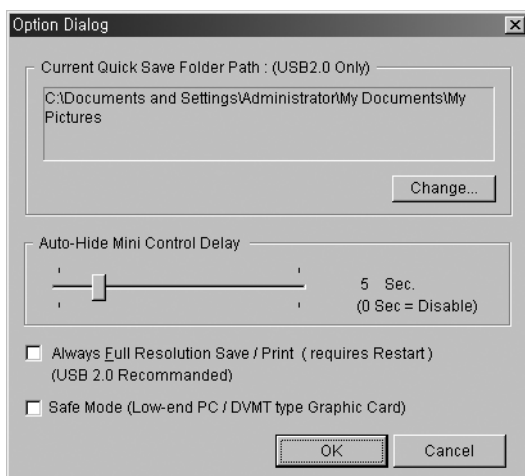 Option Dialog
Current Quick Save Folder Path : (USB2.0 Only)
C:\Documents and Settings\Administrator\My Documents\My
Pictures
Change...
Auto-Hide Mini Control Delay
5 Sec.
(0 Sec = Disable)
Always Full Resolution Save / Print ( requires Restart )
(USB 2.0 Recommanded)
Safe Mode (Low-end PC / DVMT type Graphic Card)
OK Cancel